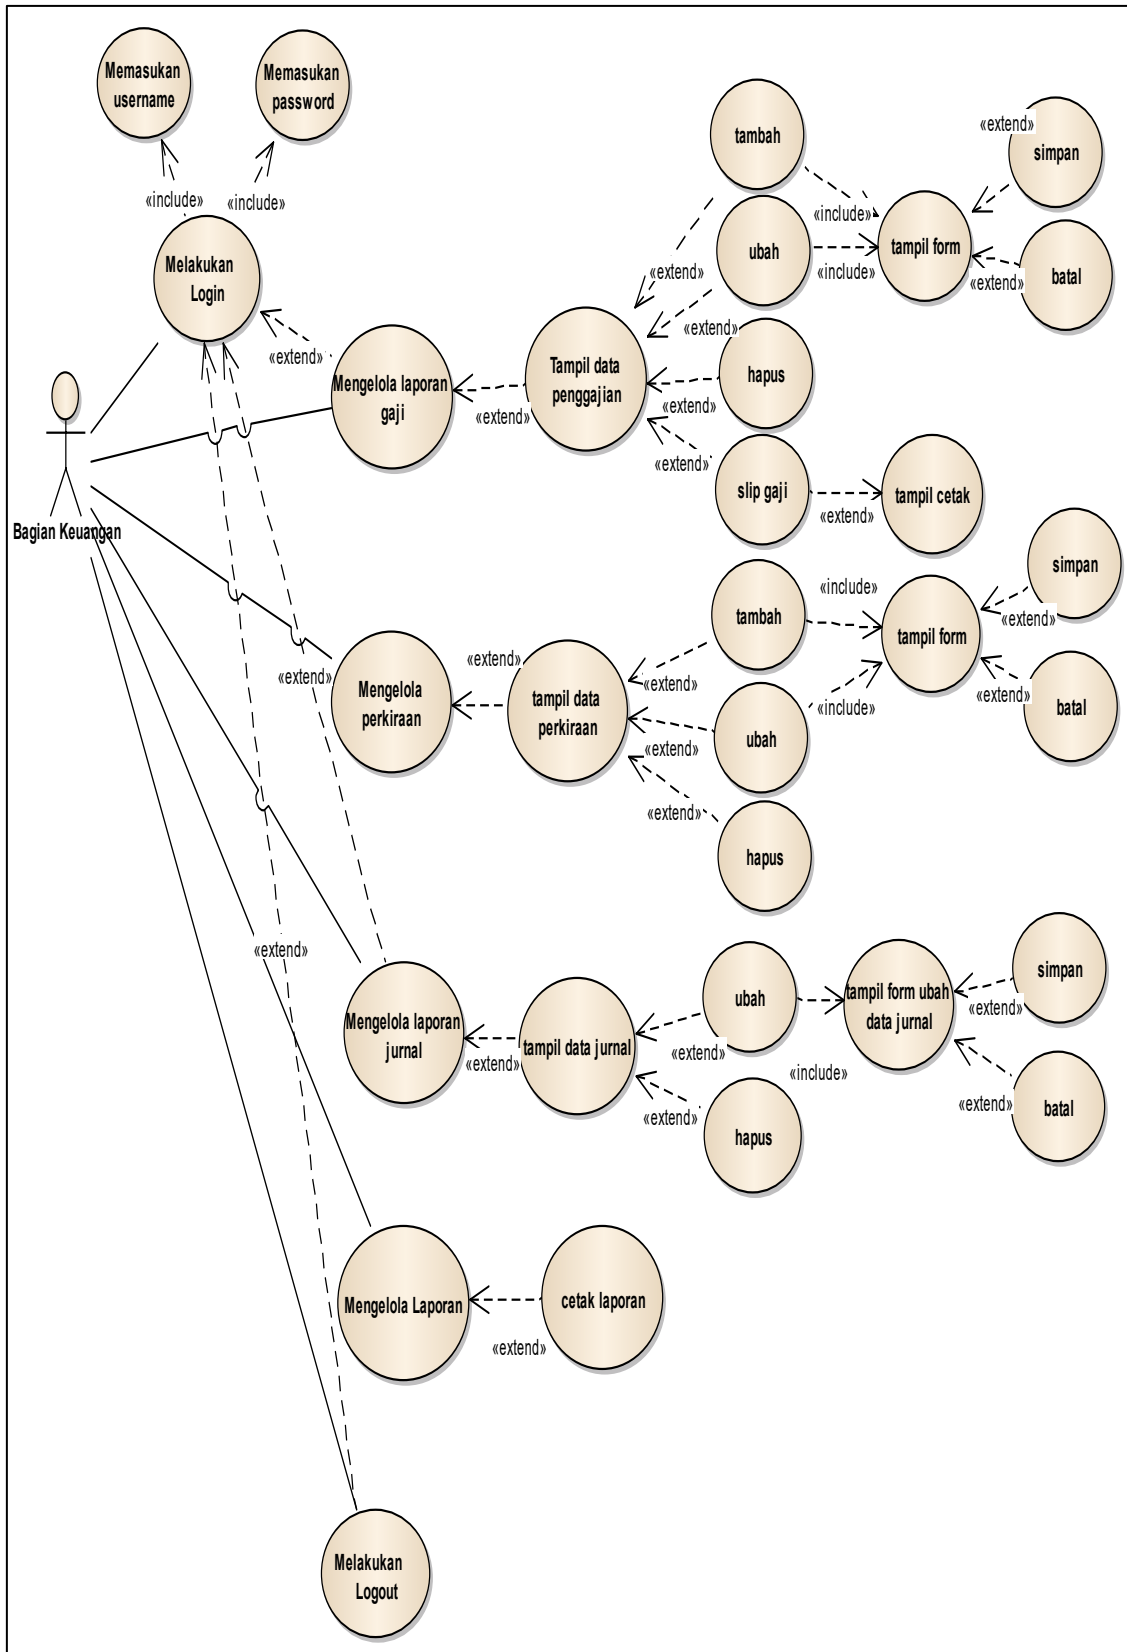 Memasukan
username
Memasukan
password
«include»
«include»
Melakukan
Login
«extend»
Bagian Keuangan
Mengelola laporan
gaji
«extend»
Tampil data
penggajian
tambah
«extend»
«include»
ubah
«extend»
«include»
hapus
«extend»
slip gaji
«extend»
«extend»
tampil cetak
tampil form
«extend»
simpan
«extend»
batal
«extend»
Mengelola
perkiraan
«extend»
tampil data
perkiraan
tambah
«extend»
«include»
ubah
«extend»
«include»
hapus
«extend»
tampil form
simpan
«extend»
batal
«extend»
«extend»
Mengelola laporan
jurnal
«extend»
tampil data jurnal
ubah
«extend»
«include»
hapus
«extend»
tampil form ubah
data jurnal
simpan
«extend»
batal
«extend»
Mengelola Laporan
«extend»
cetak laporan
Melakukan
Logout